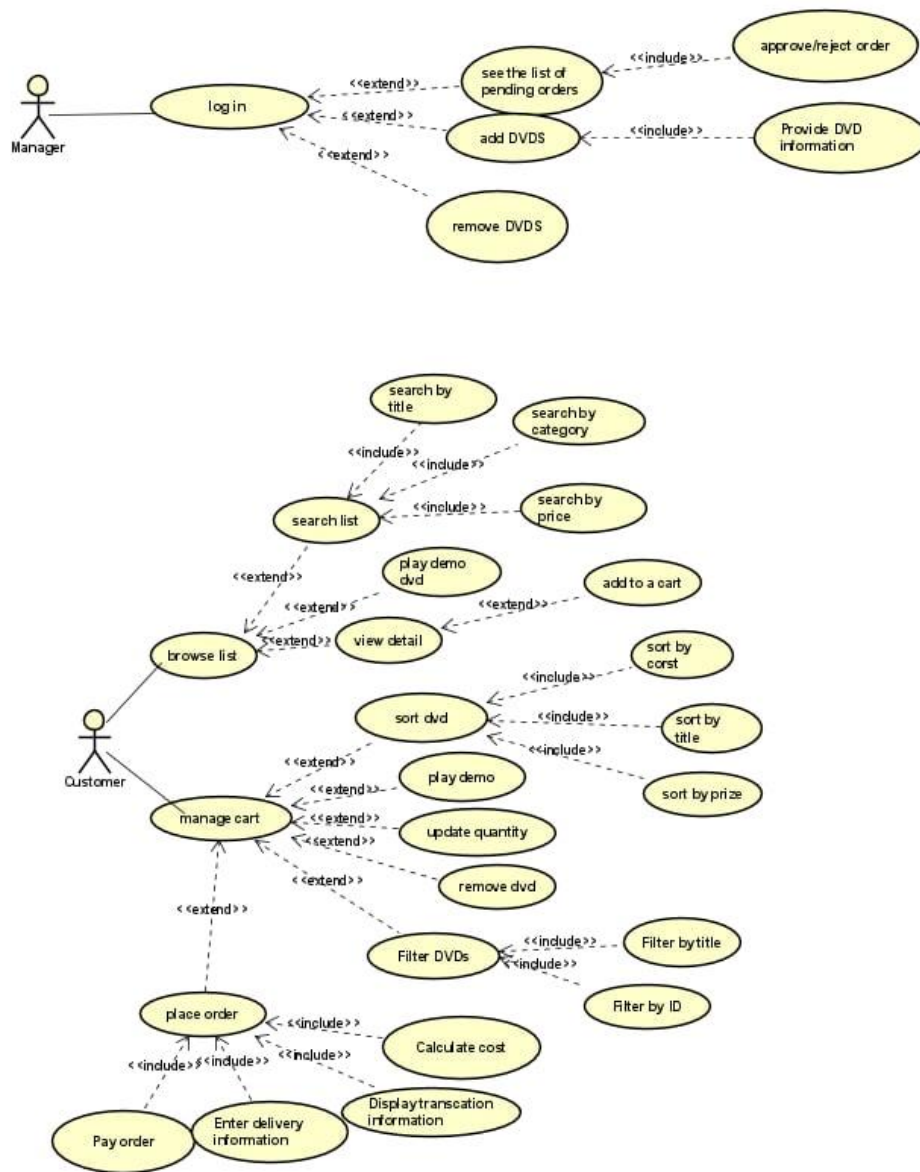 approve/reject order
<<include>>
see the list of
pending orders
<<extend>>
log in
<<extend>>
add DVDS
<<include>>
Provide DVD
information
Manager
<<extend>>
remove DVDS
search by
title
search by
category
<<include>>
<<include>>
search by
price
<<include>>
search list
play demo
dvd
<<extend>>
add to a cart
<<extend>>
<<extend>>
<<extend>>
view detail
browse list
sort by
corst
<<include>>
sort dvd
<<include>>
sort by
title
<<include>>
Customer
<<extend>>
play demo
sort by prize
<<extend>>
manage cart
<<extend>>
update quantity
<<extend>>
remove dvd
<<extend>>
<<extend>>
Filter by title
<<include>>
Filter DVDs
<<include>>
Filter by ID
place order
<<include>>
Calculate cost
<<include>>
<<include>>
<<include>>
Display transcation
information
Pay order
Enter delivery
information